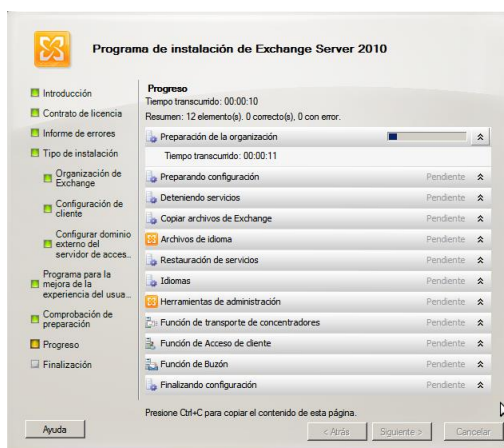 Programa de instalación de Exchange Server 2010
Introducción
Contrato de licencia
Informe de errores
Tipo de instalación
Organización de
Exchange
Configuración de
cliente
Configurar dominio
externo del
servidor de acces...
Programa para la
mejora de la
experiencia del usua...
Comprobación de
preparación
Progreso
Finalización
Progreso
Tiempo transcurrido: 00:00:10
Resumen: 12 elemento(s). 0 correcto(s), 0 con error.
Preparación de la organización
Tiempo transcurrido: 00:00:11
Preparando configuración Pendiente
Deteniendo servicios Pendiente
Copiar archivos de Exchange Pendiente
Archivos de idioma Pendiente
Restauración de servicios Pendiente
Idiomas Pendiente
Herramientas de administración Pendiente
Función de transporte de concentradores Pendiente
Función de Acceso de cliente Pendiente
Función de Buzón Pendiente
Finalizando configuración Pendiente
Presione Ctrl+C para copiar el contenido de esta página.
Ayuda < Atrás Siguiente > Cancelar